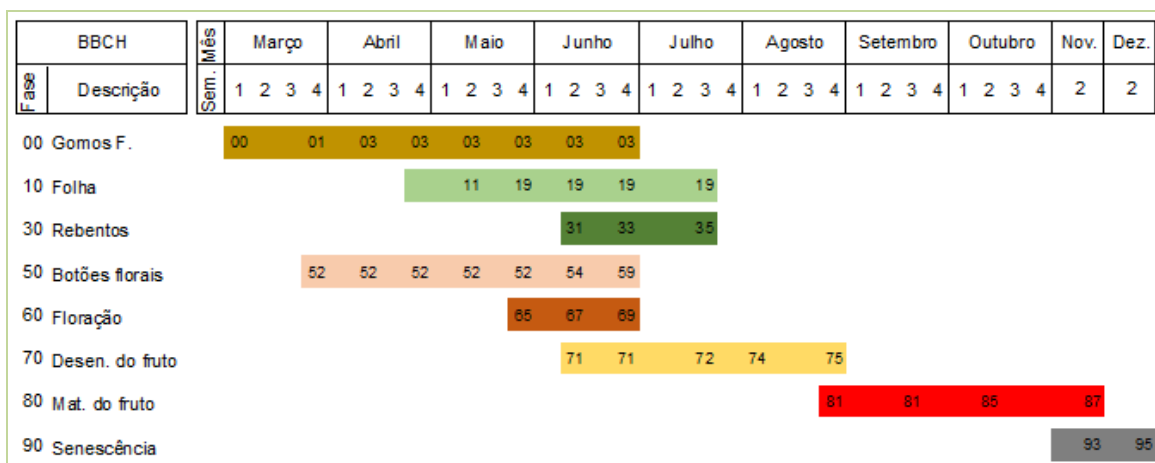 BBCH Mês Março Abril Maio Junho Julho Agosto Setembro Outubro Nov. Dez.
Fase Descrição Sem. 1 2 3 4 1 2 3 4 1 2 3 4 1 2 3 4 1 2 3 4 1 2 3 4 1 2 3 4 1 2 3 4 2 2
00 Gomos F. 00 01 03 03 03 03 03 03
10 Folha 11 19 19 19 19
30 Rebentos 31 33 35
50 Botões florais 52 52 52 52 52 54 59
60 Floração 65 67 69
70 Desen. do fruto 71 71 72 74 75
80 Mat. do fruto 81 81 85 87
90 Senescência 93 95